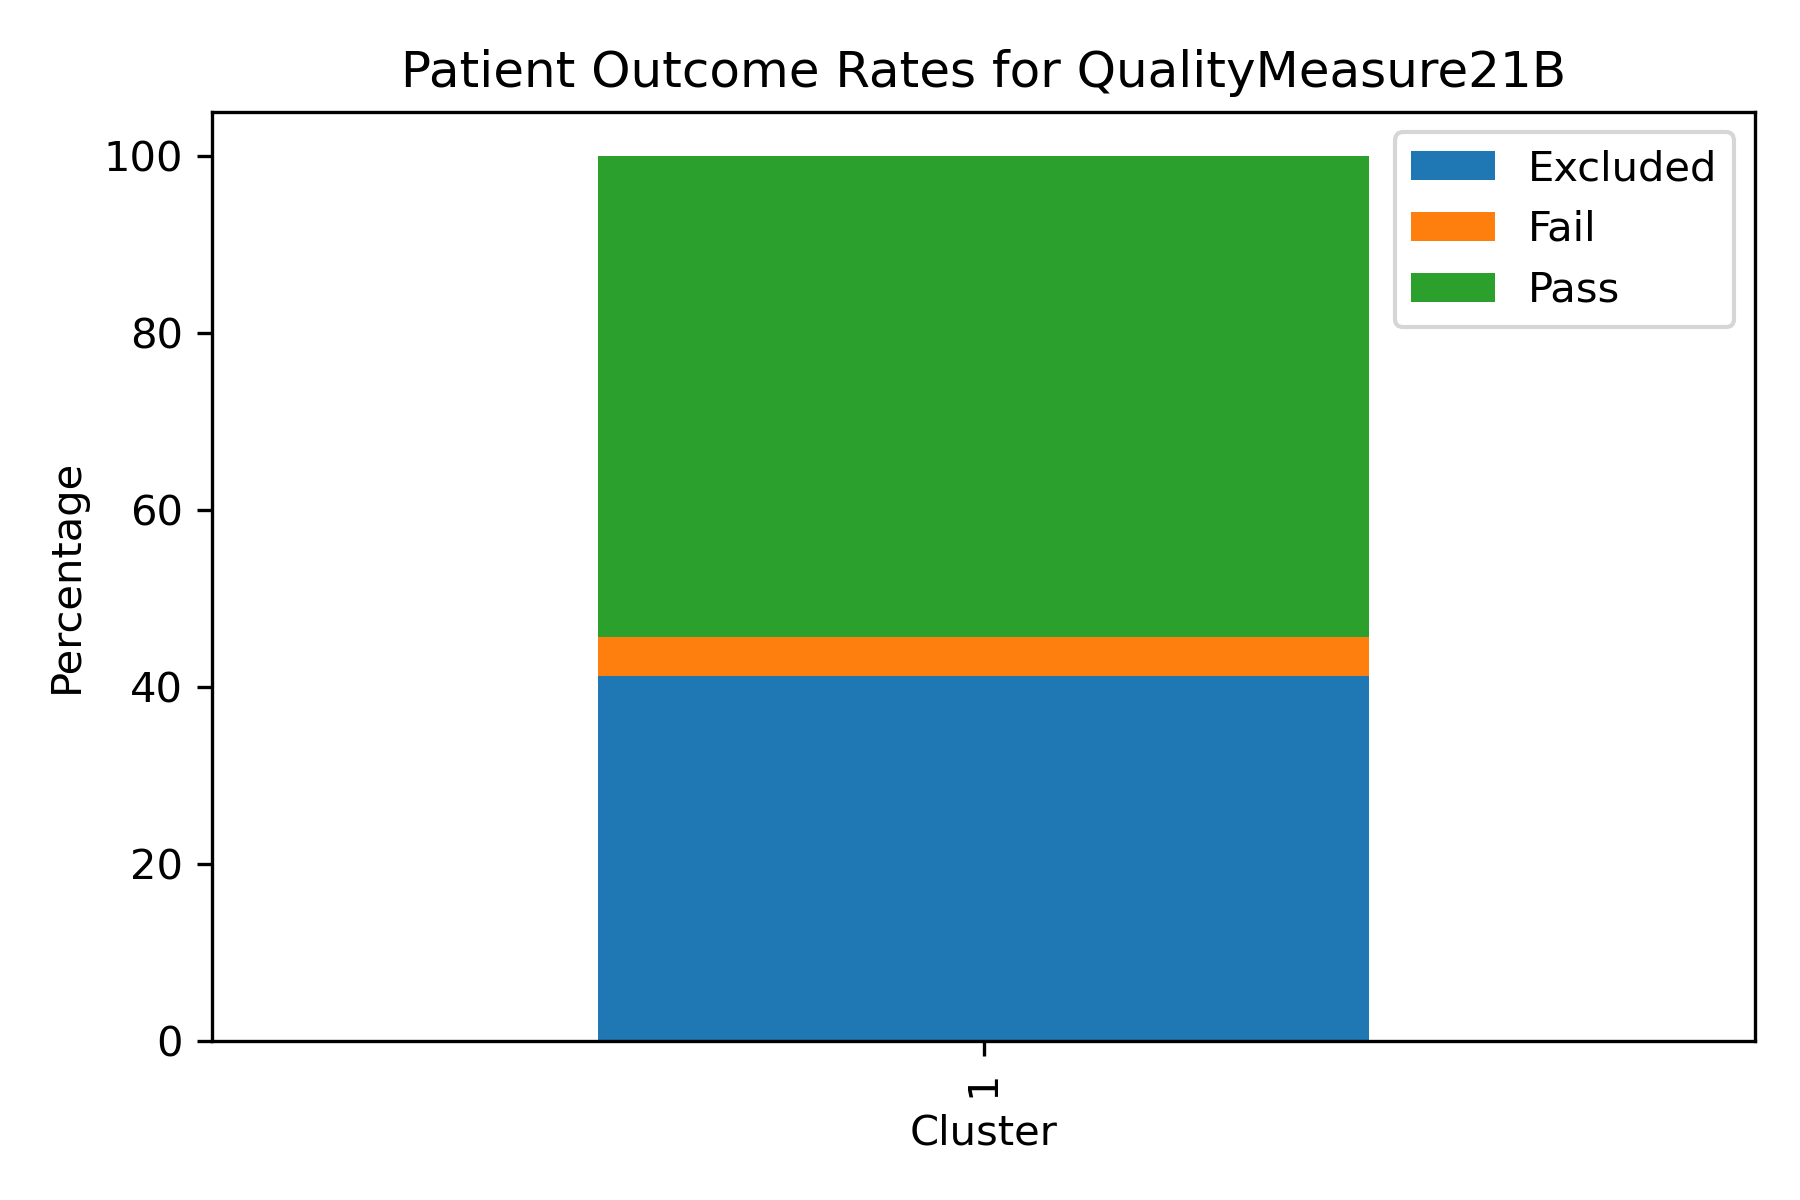 Patient Outcome Rates for QualityMeasure21B
Excluded
Fail
Pass
100
80
60
40
20
0
Percentage
1
Cluster